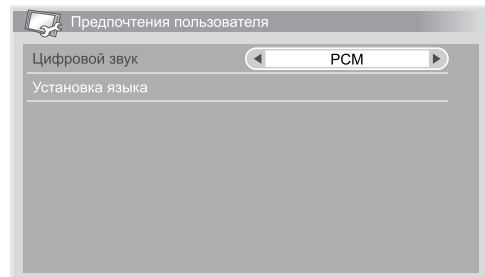 Предпочтения пользователя
Цифровой звук PCM
Установка языка